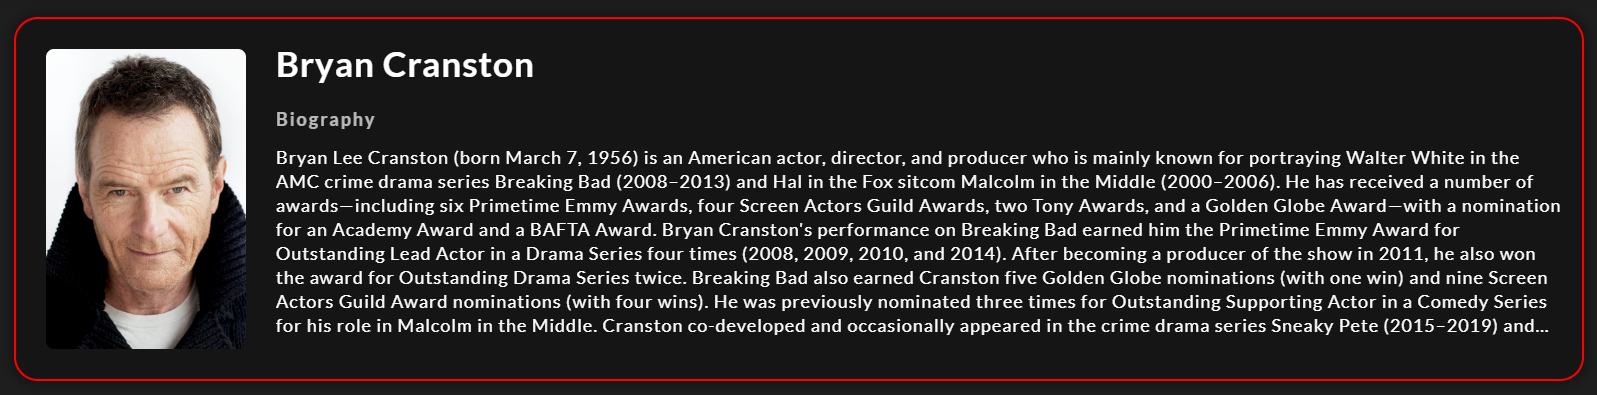 Bryan Cranston
Biography
Bryan Lee Cranston (born March 7, 1956) is an American actor, director, and producer who is mainly known for portraying Walter White in the
AMC crime drama series Breaking Bad (2008–2013) and Hal in the Fox sitcom Malcolm in the Middle (2000–2006). He has received a number of
awards—including six Primetime Emmy Awards, four Screen Actors Guild Awards, two Tony Awards, and a Golden Globe Award—with a nomination
for an Academy Award and a BAFTA Award. Bryan Cranston's performance on Breaking Bad earned him the Primetime Emmy Award for
Outstanding Lead Actor in a Drama Series four times (2008, 2009, 2010, and 2014). After becoming a producer of the show in 2011, he also won
the award for Outstanding Drama Series twice. Breaking Bad also earned Cranston five Golden Globe nominations (with one win) and nine Screen
Actors Guild Award nominations (with four wins). He was previously nominated three times for Outstanding Supporting Actor in a Comedy Series
for his role in Malcolm in the Middle. Cranston co-developed and occasionally appeared in the crime drama series Sneaky Pete (2015–2019) and...